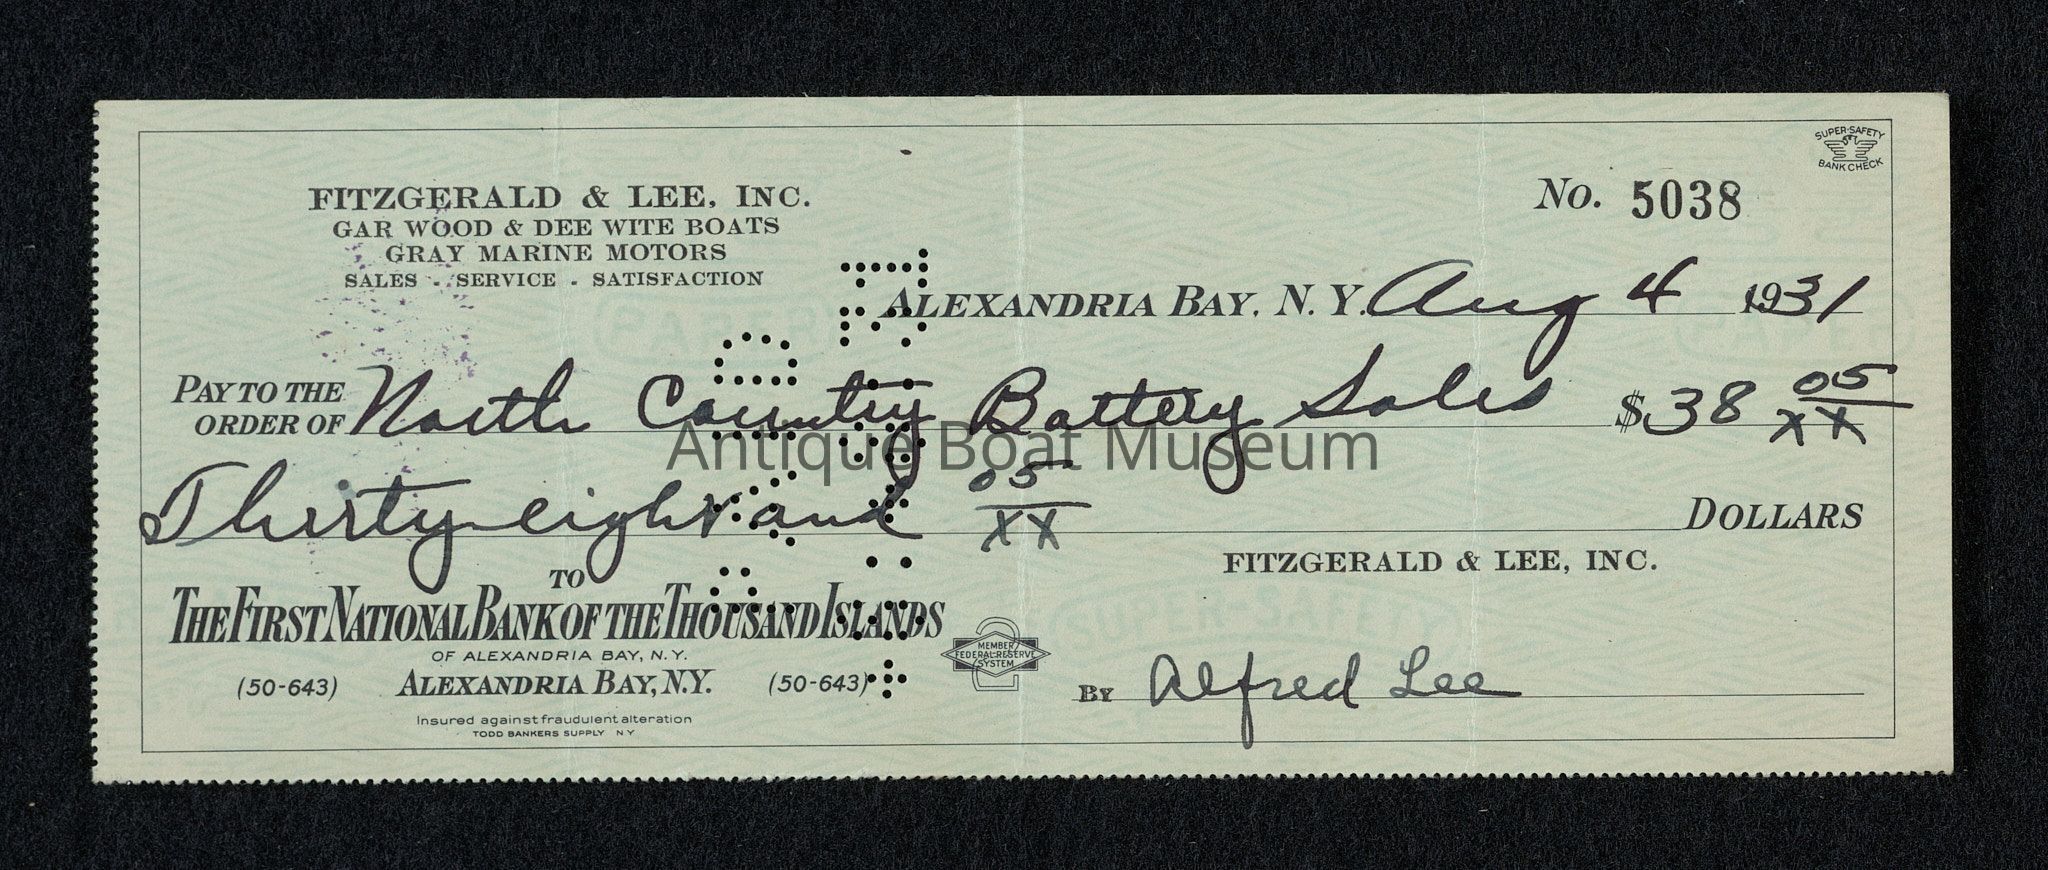 SUPER-SAFETY
BANK CHECK
FITZGERALD & LEE, INC.
GAR WOOD & DEE WITE BOATS
GRAY MARINE MOTORS
SALES - SERVICE - SATISFACTION
No. 5038
ALEXANDRIA BAY, N. Y. Aug 4 1931
PAY TO THE ORDER OF North Country Battery Sales $38 05/XX
Antique Boat Museum
Thirty eight and 05/XX DOLLARS
FITZGERALD & LEE, INC.
TO
THE FIRST NATIONAL BANK OF THE THOUSAND ISLANDS
OF ALEXANDRIA BAY, N.Y.
(50-643) ALEXANDRIA BAY, N.Y. (50-643)
MEMBER
FEDERAL RESERVE
SYSTEM
SUPER SAFETY
By Alfred Lee
Insured against fraudulent alteration
TODD BANKERS SUPPLY N Y